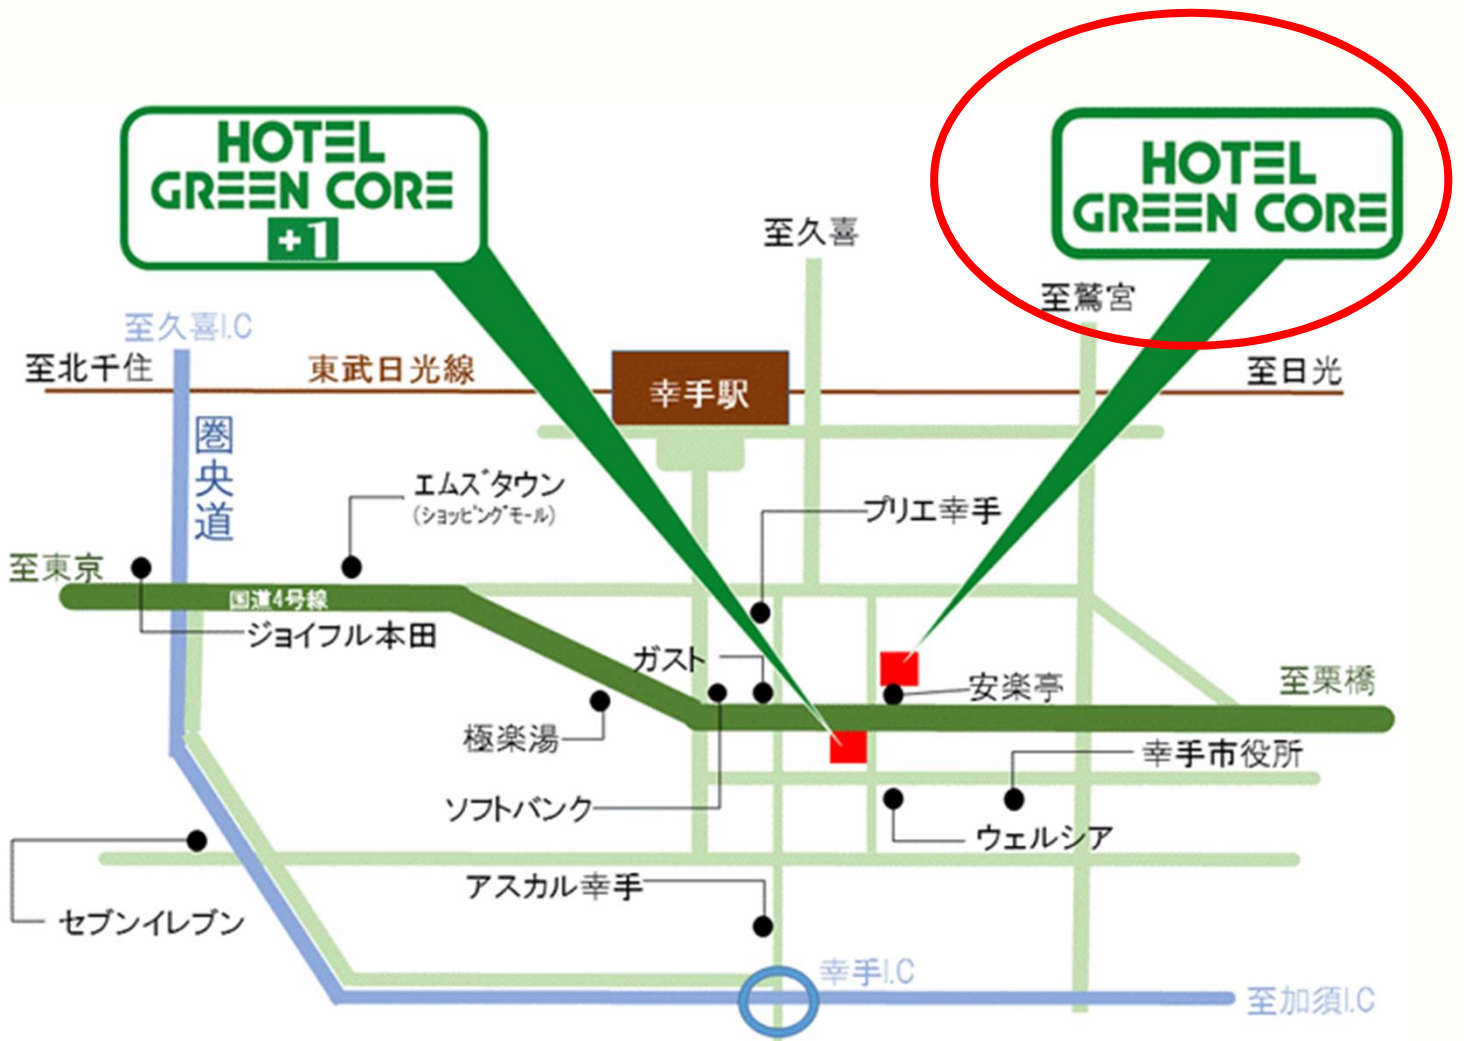 HOTEL
GREEN CORE
+1
HOTEL
GREEN CORE
至久喜
至鷲宮
至久喜I.C
至北千住
東武日光線
幸手駅
至日光
圏央道
エムズタウン
(ショッピングモール)
プリエ幸手
至東京
国道4号線
ジョイフル本田
ガスト
安楽亭
至栗橋
極楽湯
幸手市役所
ソフトバンク
ウェルシア
アスカル幸手
セブンイレブン
幸手I.C
至加須I.C